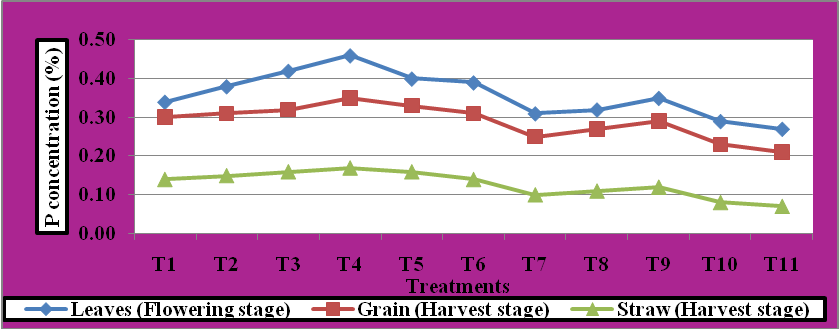 P concentration (%)
0.50
0.40
0.30
0.20
0.10
0.00
T1 T2 T3 T4 T5 T6 T7 T8 T9 T10 T11
Treatments
Leaves (Flowering stage) Grain (Harvest stage) Straw (Harvest stage)